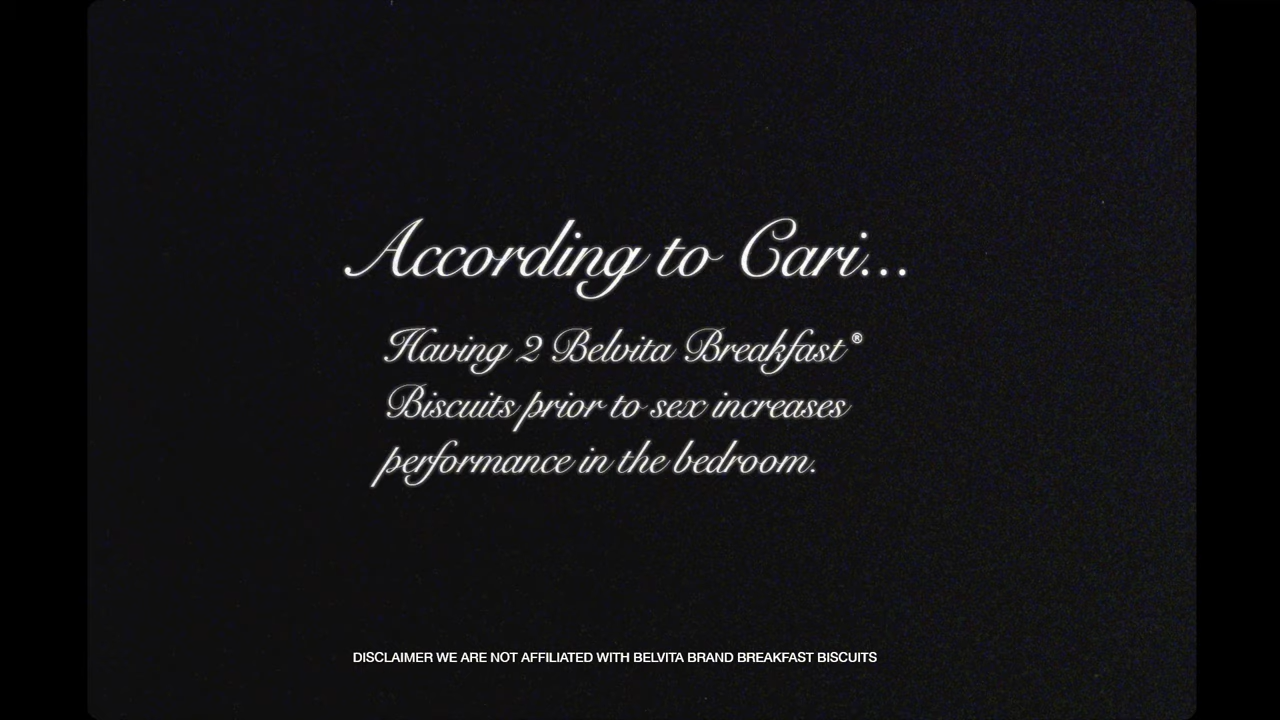 According to Cari...
Having 2 Belvita Breakfast®
Biscuits prior to sex increases
performance in the bedroom.
DISCLAIMER WE ARE NOT AFFILIATED WITH BELVITA BRAND BREAKFAST BISCUITS